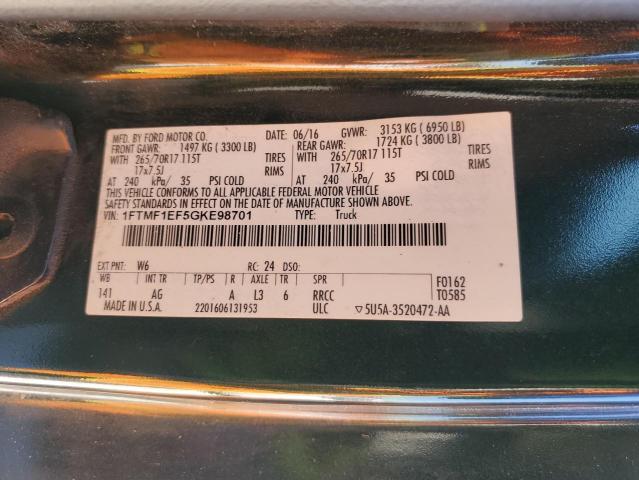 MFD. BY FORD MOTOR CO. 06/16 GVWR: 3153 KG ( 6950 LB)
FRONT GAWR: 1497 KG ( 3300 LB) REAR GAWR: 1724 KG ( 3800 LB)
WITH 265/70R17 115T TIRES WITH 265/70R17 115T TIRES
17x7.5J RIMS 17x7.5J RIMS
AT 240 kPa/ 35 PSI COLD AT 240 kPa/ 35 PSI COLD
THIS VEHICLE CONFORMS TO ALL APPLICABLE FEDERAL MOTOR VEHICLE
SAFETY STANDARDS IN EFFECT ON THE DATE OF MANUFACTURE SHOWN ABOVE.
VIN: 1FTMF1EF5GKE98701 TYPE: Truck
EXT PNT: W6 RC: 24 DSO:
WB INT TR TP/PS R AXLE TR SPR F0162
141 AG A L3 6 RRCC T0585
MADE IN U.S.A. 2201606131953 ULC ▽5U5A-3520472-AA